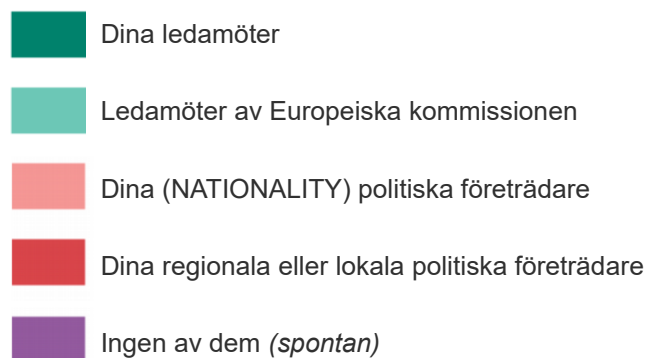 Dina ledamöter
Ledamöter av Europeiska kommissionen
Dina (NATIONALITY) politiska företrädare
Dina regionala eller lokala politiska företrädare
Ingen av dem (spontan)